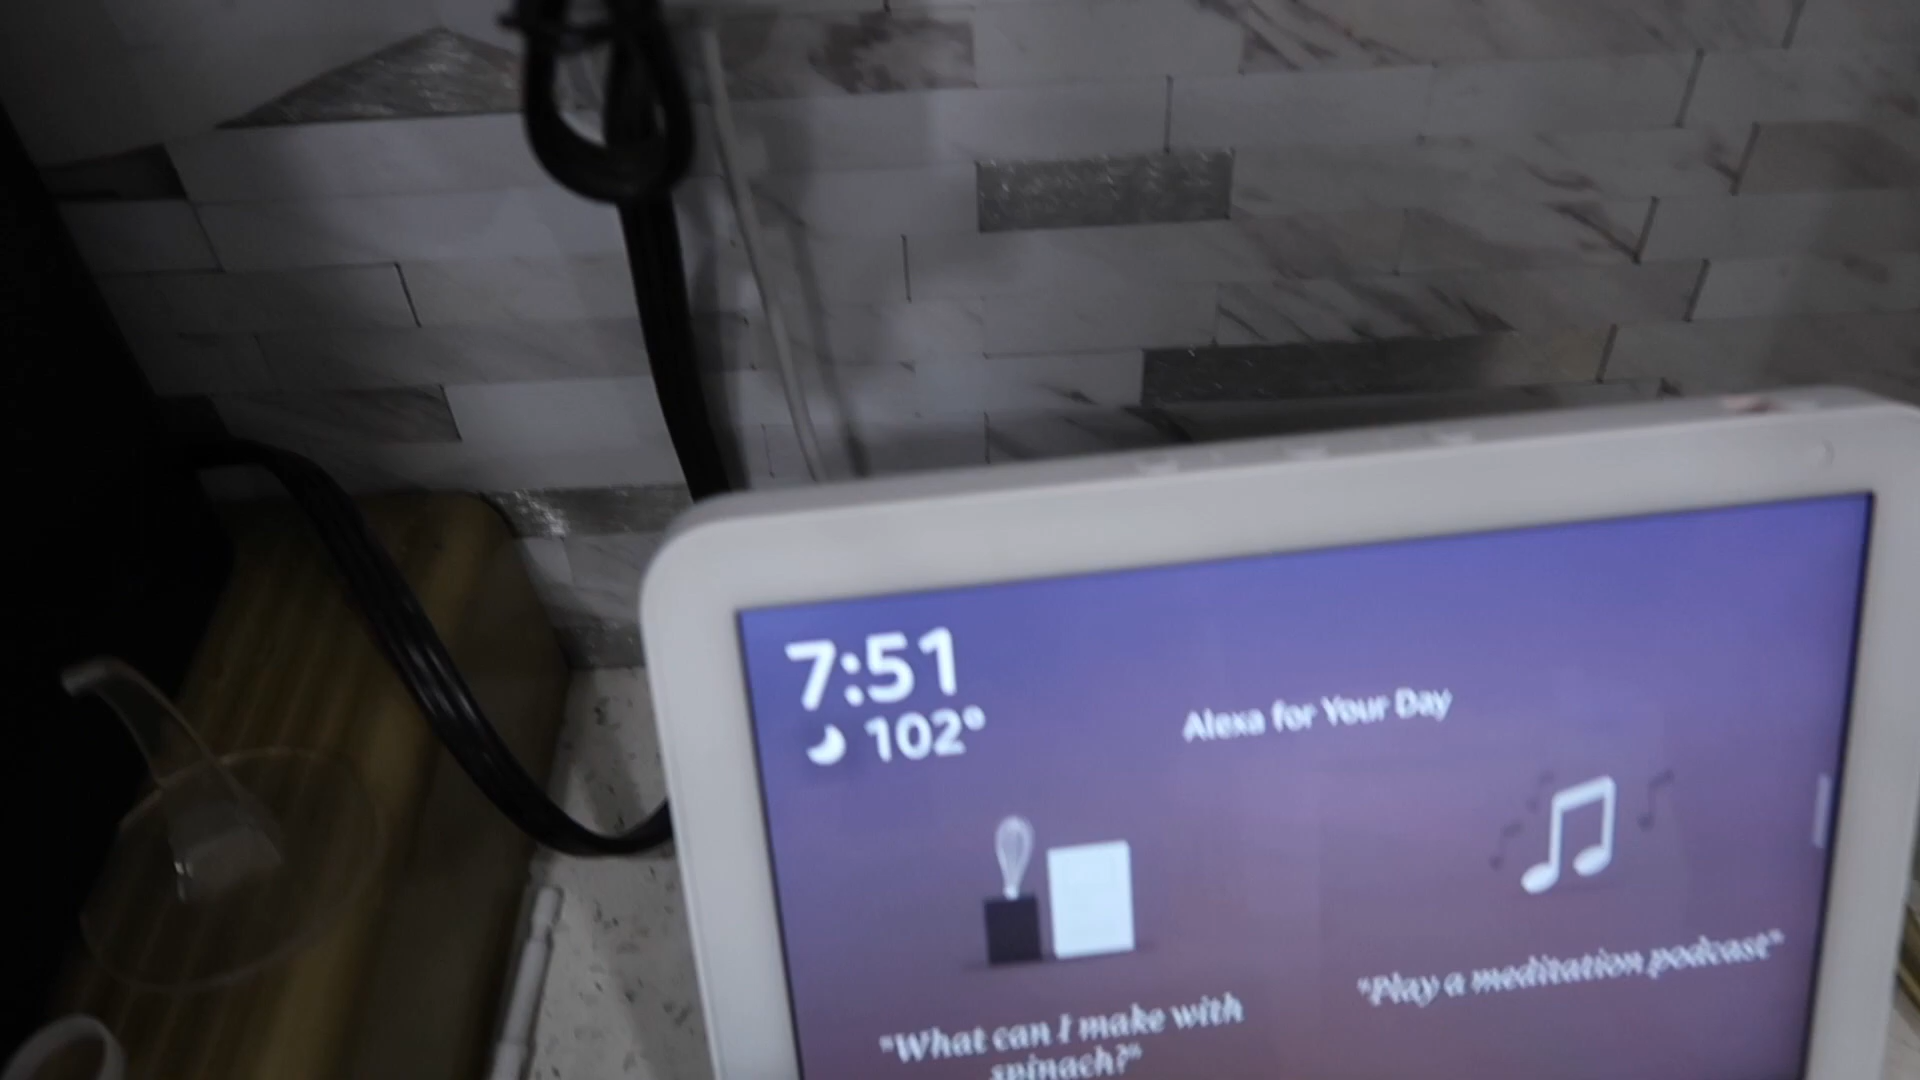 7:51
102°
Alexa for Your Day
"What can I make with
spinach?"
"Play a meditation podcast"